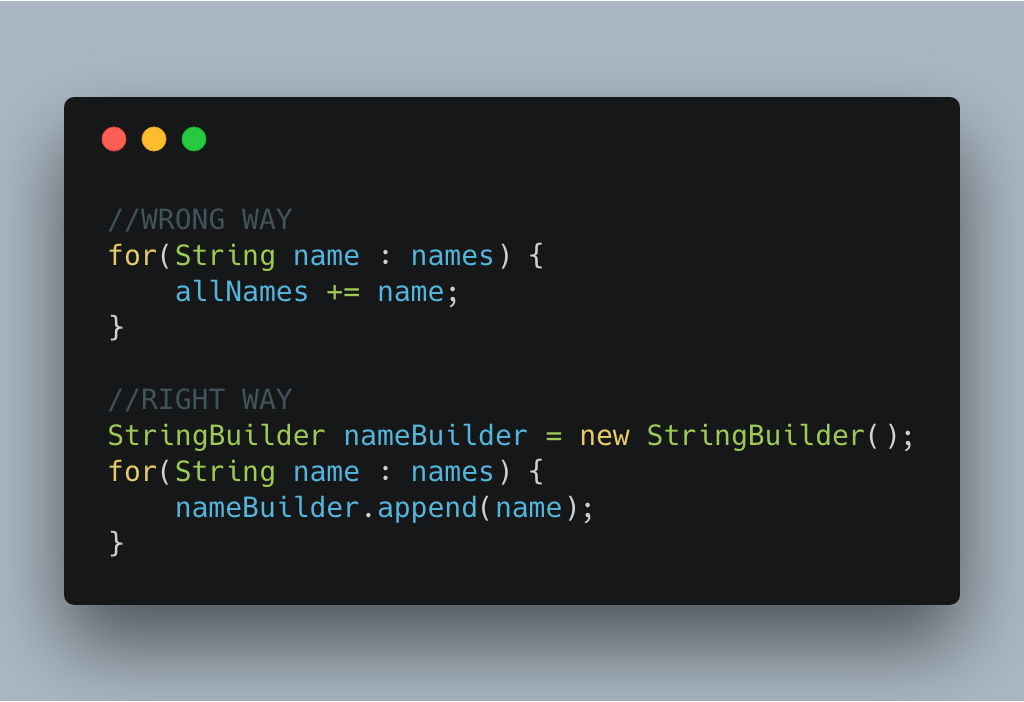 //WRONG WAY
for(String name : names) {
    allNames += name;
}

//RIGHT WAY
StringBuilder nameBuilder = new StringBuilder();
for(String name : names) {
    nameBuilder.append(name);
}